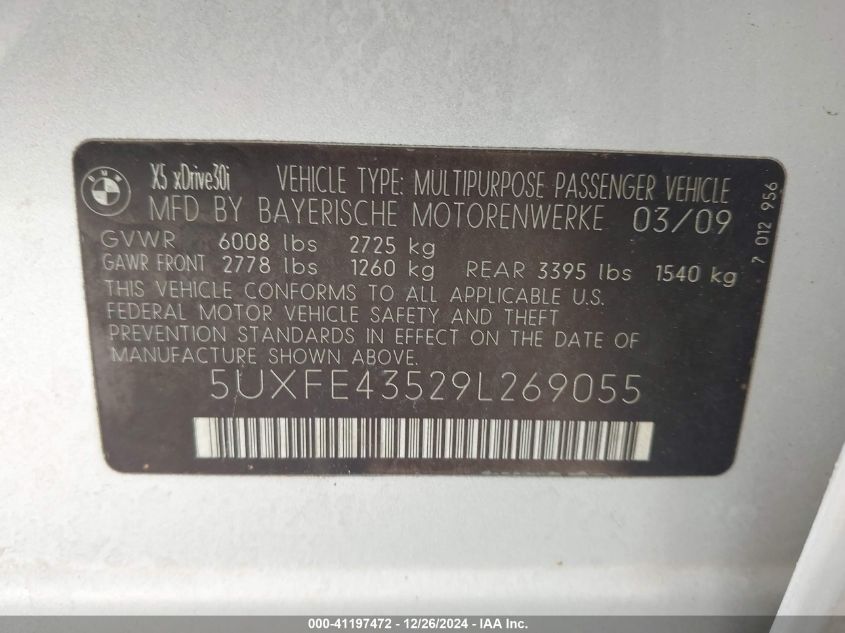 BMW
X5 xDrive30i VEHICLE TYPE: MULTIPURPOSE PASSENGER VEHICLE
MFD BY BAYERISCHE MOTORENWERKE 03/09
GVWR 6008 lbs 2725 kg
GAWR FRONT 2778 lbs 1260 kg REAR 3395 lbs 1540 kg
THIS VEHICLE CONFORMS TO ALL APPLICABLE U.S.
FEDERAL MOTOR VEHICLE SAFETY AND THEFT
PREVENTION STANDARDS IN EFFECT ON THE DATE OF
MANUFACTURE SHOWN ABOVE.
5UXFE43529L269055
7 012 956
000-41197472 - 12/26/2024 - IAA Inc.